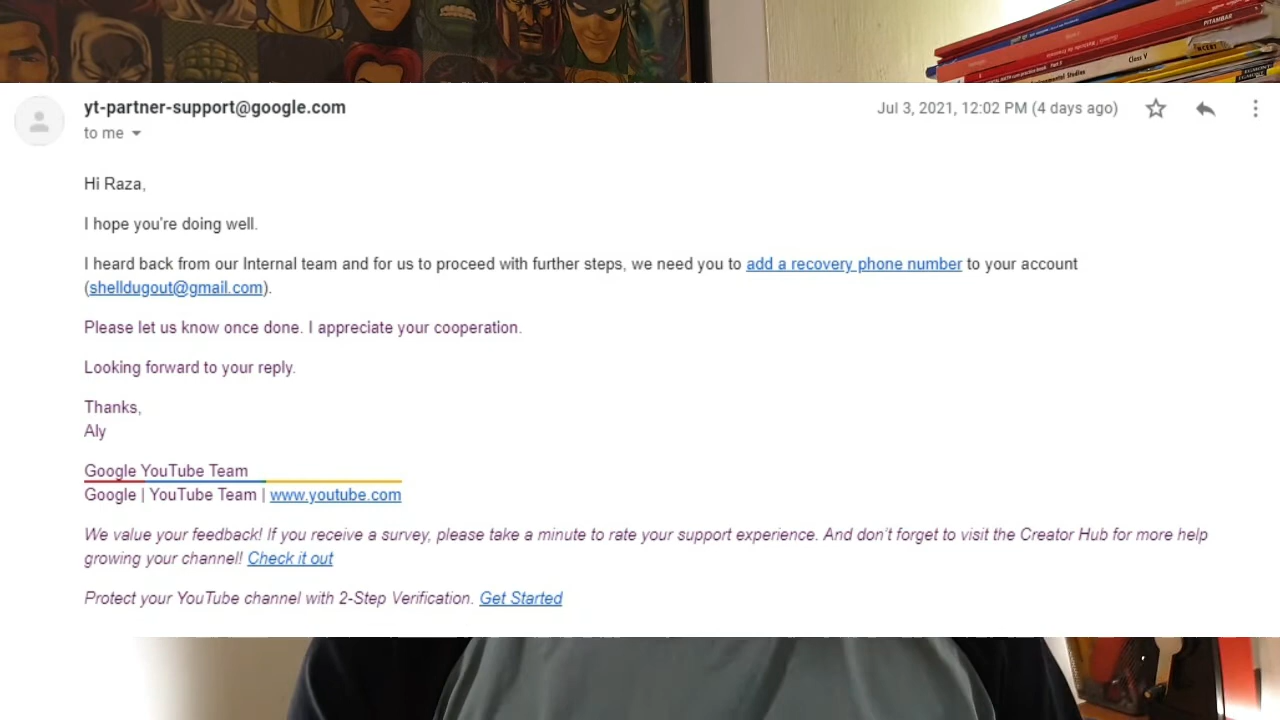 PITAMBAR
NCERT
Class V
Environmental Studies
EGMONT
yt-partner-support@google.com
Jul 3, 2021, 12:02 PM (4 days ago)
to me
Hi Raza,
I hope you're doing well.
I heard back from our Internal team and for us to proceed with further steps, we need you to add a recovery phone number to your account
(shelldugout@gmail.com).
Please let us know once done. I appreciate your cooperation.
Looking forward to your reply.
Thanks,
Aly
Google YouTube Team
Google | YouTube Team | www.youtube.com
We value your feedback! If you receive a survey, please take a minute to rate your support experience. And don't forget to visit the Creator Hub for more help
growing your channel! Check it out
Protect your YouTube channel with 2-Step Verification. Get Started